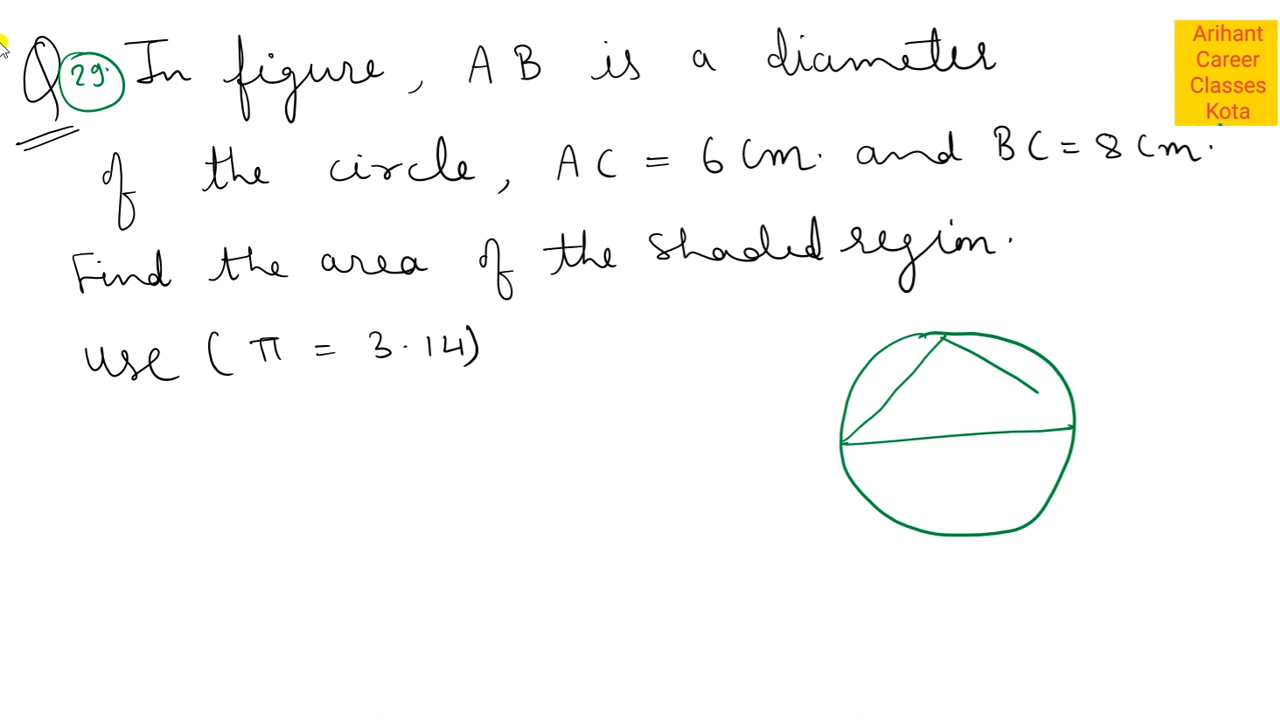 Q 29. In figure, AB is a diameter
of the circle, AC = 6 cm. and BC = 8 cm.
Find the area of the shaded region.
use (π = 3.14)
Arihant
Career
Classes
Kota